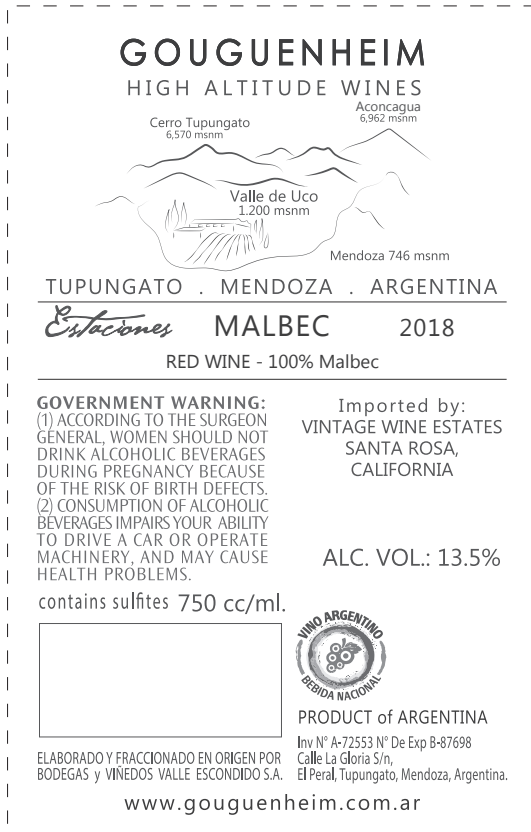 GOUGUENHEIM
HIGH ALTITUDE WINES
Aconcagua
6,962 msnm
Cerro Tupungato
6,570 msnm
Valle de Uco
1.200 msnm
Mendoza 746 msnm
TUPUNGATO . MENDOZA . ARGENTINA
Estaciones MALBEC 2018
RED WINE - 100% Malbec
GOVERNMENT WARNING:
(1) ACCORDING TO THE SURGEON
GENERAL, WOMEN SHOULD NOT
DRINK ALCOHOLIC BEVERAGES
DURING PREGNANCY BECAUSE
OF THE RISK OF BIRTH DEFECTS.
(2) CONSUMPTION OF ALCOHOLIC
BEVERAGES IMPAIRS YOUR ABILITY
TO DRIVE A CAR OR OPERATE
MACHINERY, AND MAY CAUSE
HEALTH PROBLEMS.
contains sulfites 750 cc/ml.
Imported by:
VINTAGE WINE ESTATES
SANTA ROSA,
CALIFORNIA
ALC. VOL.: 13.5%
VINO ARGENTINO
BEBIDA NACIONAL
PRODUCT of ARGENTINA
Inv N° A-72553 N° De Exp B-87698
Calle La Gloria S/n,
El Peral, Tupungato, Mendoza, Argentina.
ELABORADO Y FRACCIONADO EN ORIGEN POR
BODEGAS y VIÑEDOS VALLE ESCONDIDO S.A.
www.gouguenheim.com.ar